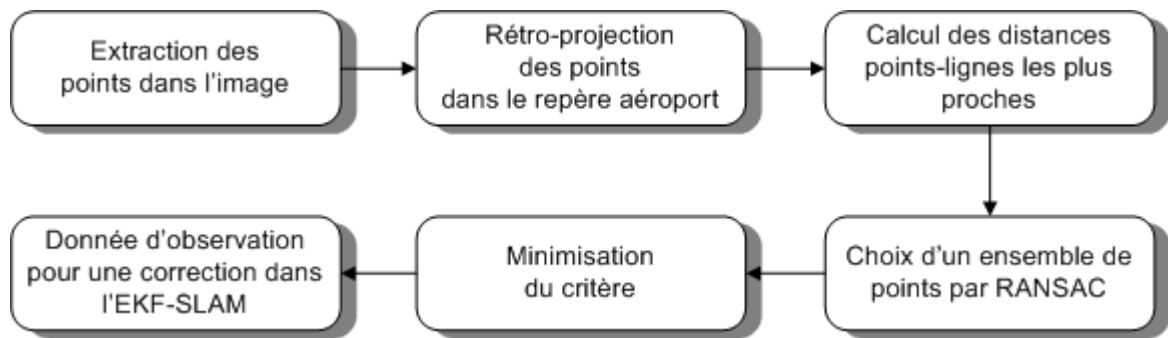 Extraction des
points dans l'image
Rétro-projection
des points
dans le repère aéroport
Calcul des distances
points-lignes les plus
proches
Choix d'un ensemble de
points par RANSAC
Minimisation
du critère
Donnée d'observation
pour une correction dans
l'EKF-SLAM